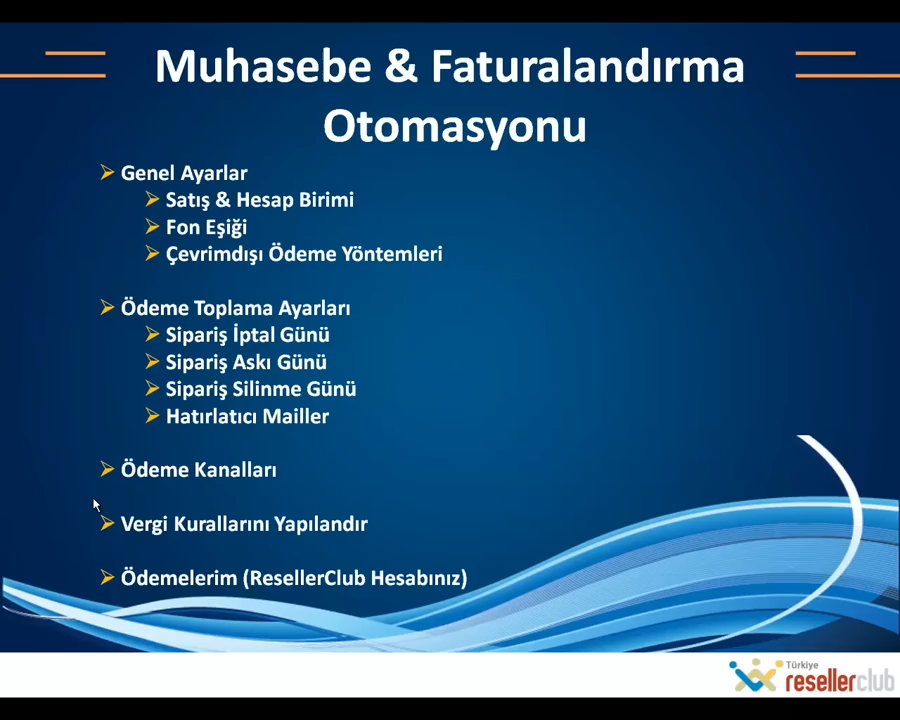 Muhasebe & Faturalandırma
Otomasyonu
Genel Ayarlar
Satış & Hesap Birimi
Fon Eşiği
Çevrimdışı Ödeme Yöntemleri
Ödeme Toplama Ayarları
Sipariş İptal Günü
Sipariş Askı Günü
Sipariş Silinme Günü
Hatırlatıcı Mailler
Ödeme Kanalları
Vergi Kurallarını Yapılandır
Ödemelerim (ResellerClub Hesabınız)
Türkiye
resellerclub